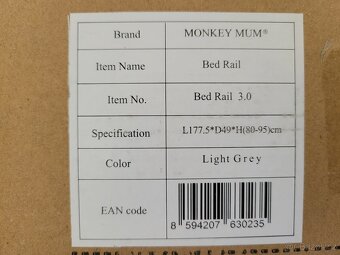 Brand MONKEY MUM®
Item Name Bed Rail
Item No. Bed Rail 3.0
Specification L177.5*D49*H(80-95)cm
Color Light Grey
EAN code
8 594207 630235